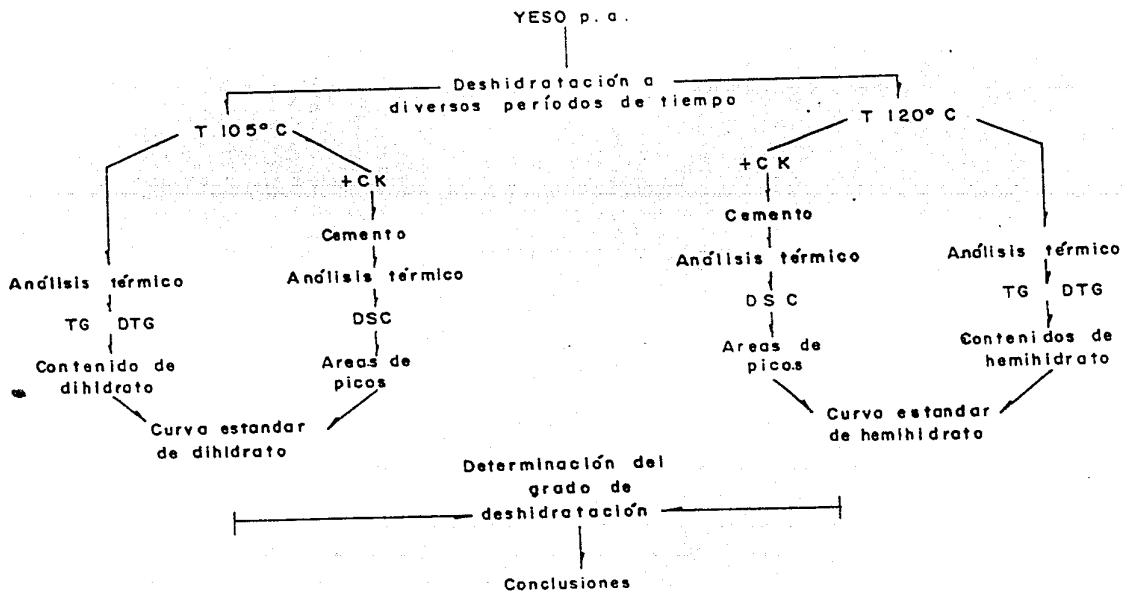 YESO p.a.
Deshidratación a
diversos períodos de tiempo
T 105° C
+CK
Cemento
Análisis térmico
Análisis térmico
TG DTG
DSC
Contenido de
dihidrato
Areas de
picos
Curva estandar
de dihidrato
T 120° C
+CK
Cemento
Análisis térmico
Análisis térmico
DSC
TG DTG
Areas de
picos
Contenidos de
hemihidrato
Curva estandar
de hemihidrato
Determinación del
grado de
deshidratación
Conclusiones